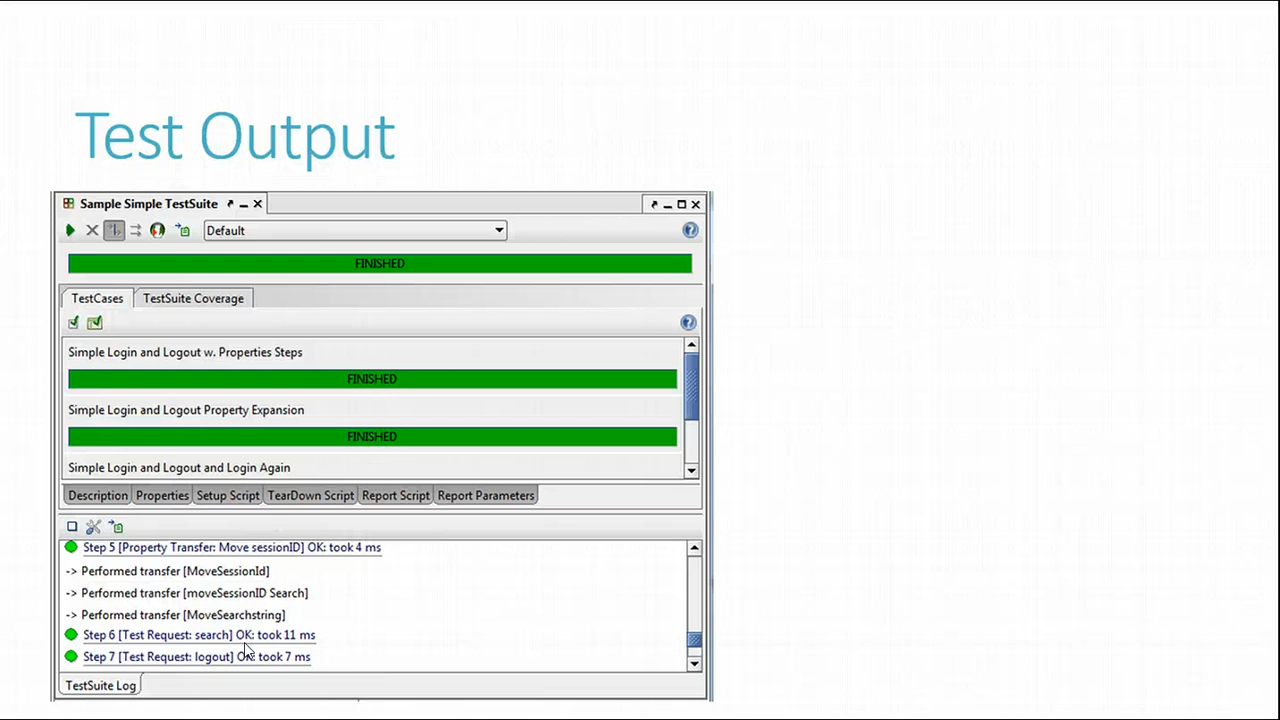 Test Output
Sample Simple TestSuite
Default
FINISHED
TestCases TestSuite Coverage
Simple Login and Logout w. Properties Steps
FINISHED
Simple Login and Logout Property Expansion
FINISHED
Simple Login and Logout and Login Again
Description Properties Setup Script TearDown Script Report Script Report Parameters
Step 5 [Property Transfer: Move sessionID] OK: took 4 ms
-> Performed transfer [MoveSessionId]
-> Performed transfer [moveSessionID Search]
-> Performed transfer [MoveSearchstring]
Step 6 [Test Request: search] OK: took 11 ms
Step 7 [Test Request: logout] OK: took 7 ms
TestSuite Log